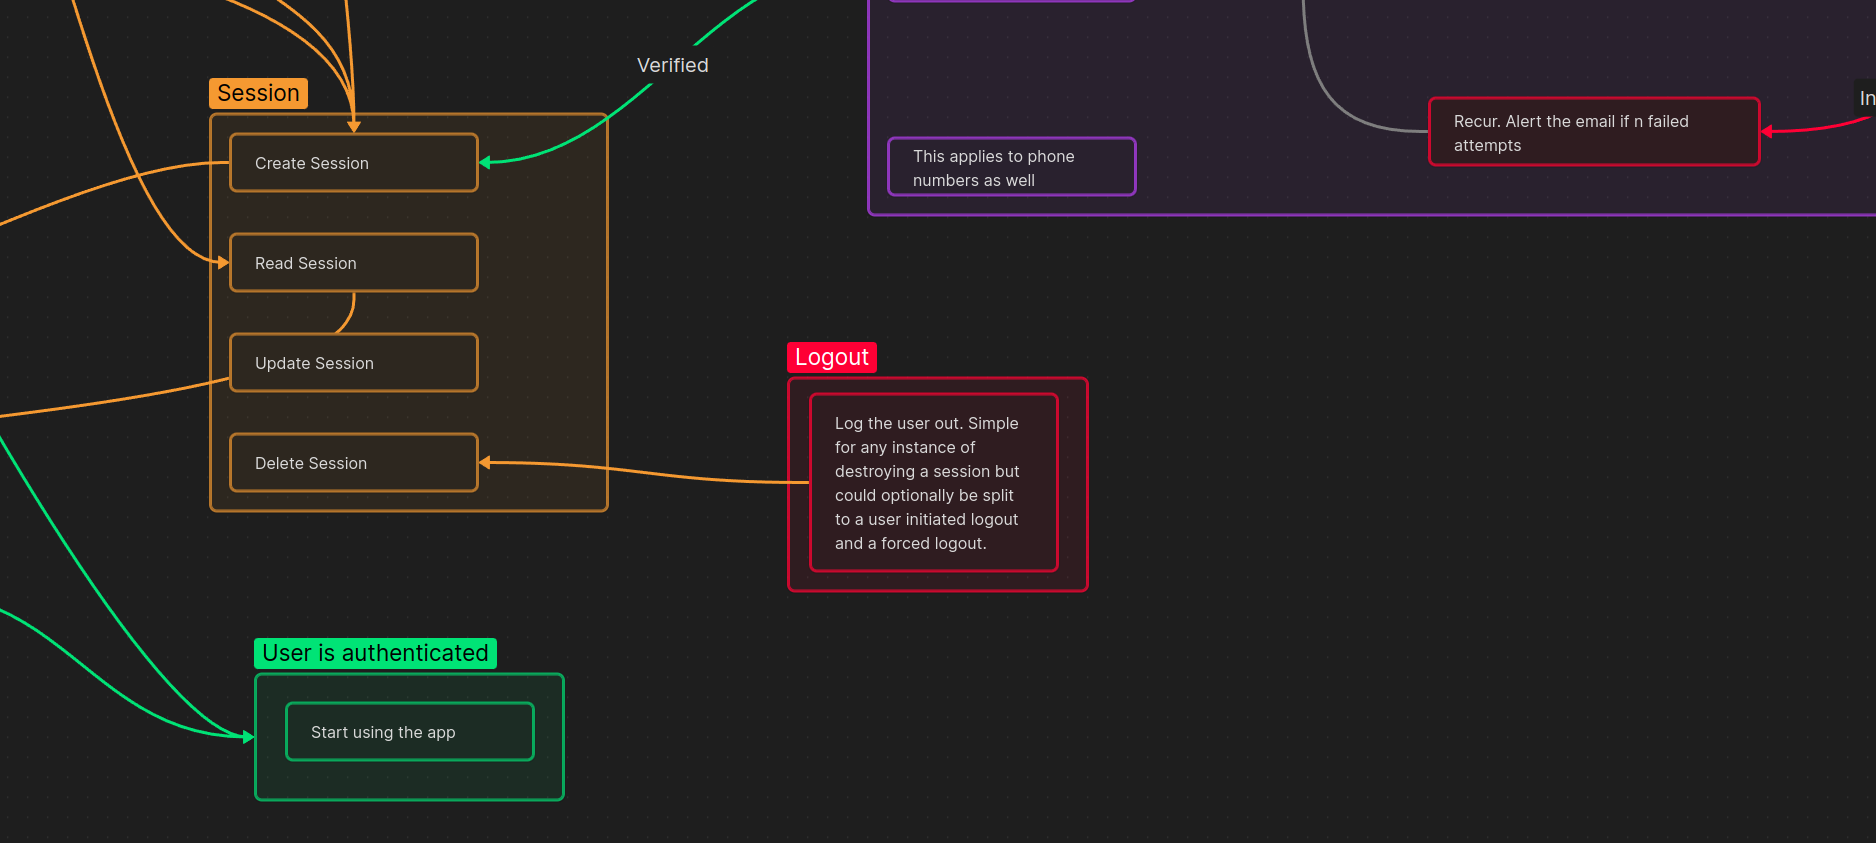 Verified
Session
Create Session
Read Session
Update Session
Delete Session
This applies to phone
numbers as well
Recur. Alert the email if n failed
attempts
In
Logout
Log the user out. Simple
for any instance of
destroying a session but
could optionally be split
to a user initiated logout
and a forced logout.
User is authenticated
Start using the app